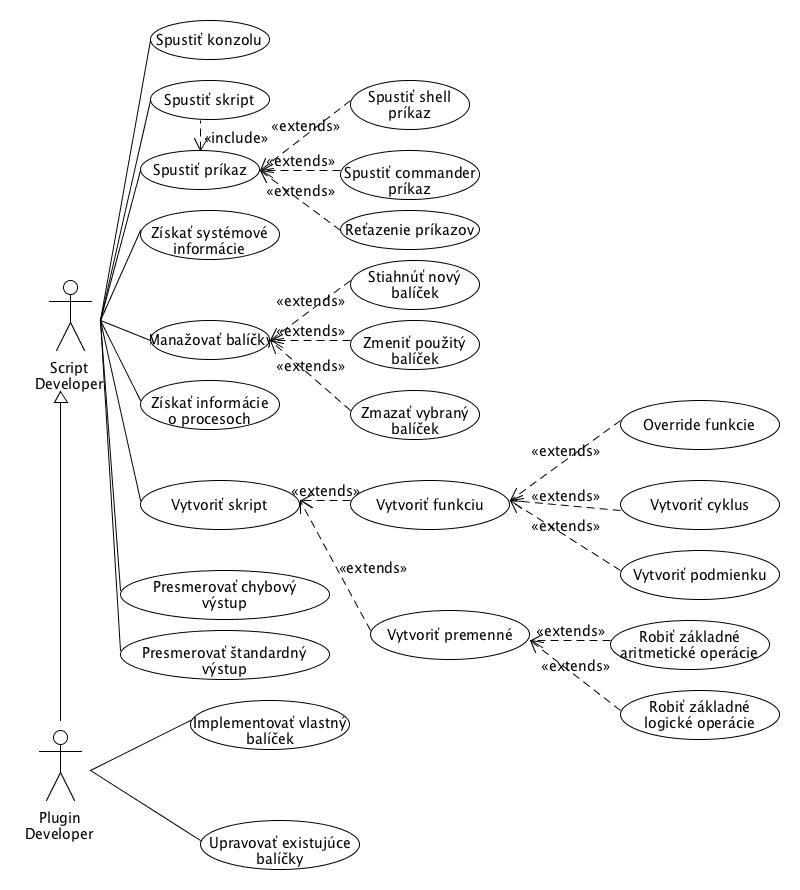 Spustiť konzolu
Spustiť skript
«include»
Spustiť príkaz
«extends»
Spustiť shell
príkaz
«extends»
Spustiť commander
príkaz
«extends»
Reťazenie príkazov
Získať systémové
informácie
Script
Developer
Manažovať balíčky
«extends»
Stiahnúť nový
balíček
«extends»
Zmeniť použitý
balíček
«extends»
Zmazať vybraný
balíček
Získať informácie
o procesoch
Vytvoriť skript
«extends»
Vytvoriť funkciu
«extends»
Override funkcie
«extends»
Vytvoriť cyklus
«extends»
Vytvoriť podmienku
«extends»
Vytvoriť premenné
«extends»
Robiť základné
aritmetické operácie
«extends»
Robiť základné
logické operácie
Presmerovať chybový
výstup
Presmerovať štandardný
výstup
Plugin
Developer
Implementovať vlastný
balíček
Upravovať existujúce
balíčky